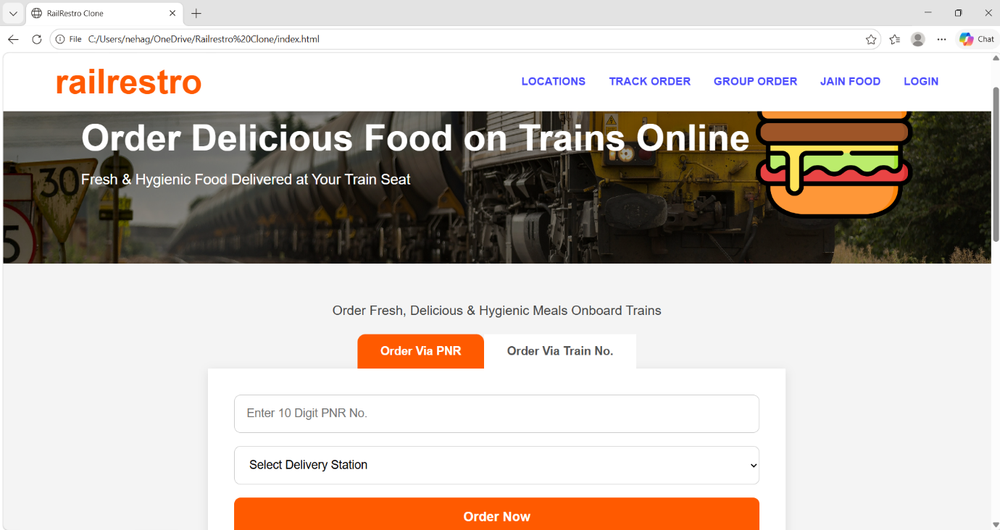 RailRestro Clone
File C:/Users/nehag/OneDrive/Railrestro%20Clone/index.html
Chat
railrestro
LOCATIONS TRACK ORDER GROUP ORDER JAIN FOOD LOGIN
Order Delicious Food on Trains Online
Fresh & Hygienic Food Delivered at Your Train Seat
30
5
Order Fresh, Delicious & Hygienic Meals Onboard Trains
Order Via PNR Order Via Train No.
Enter 10 Digit PNR No.
Select Delivery Station
Order Now